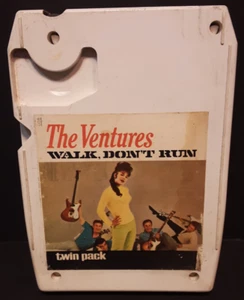 The Ventures
WALK, DON'T RUN
twin pack